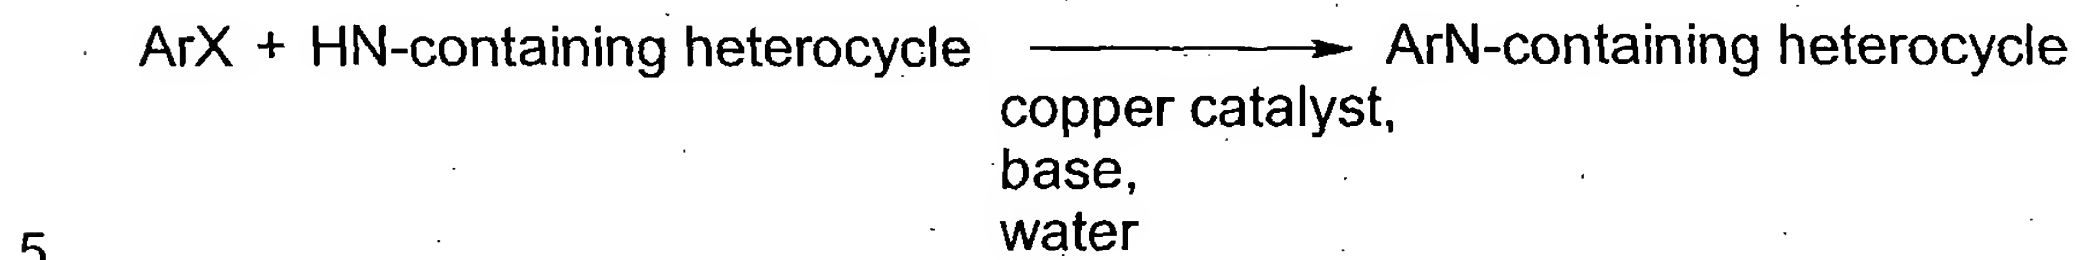 ArX + HN-containing heterocycle → ArN-containing heterocycle
copper catalyst,
base,
water
5